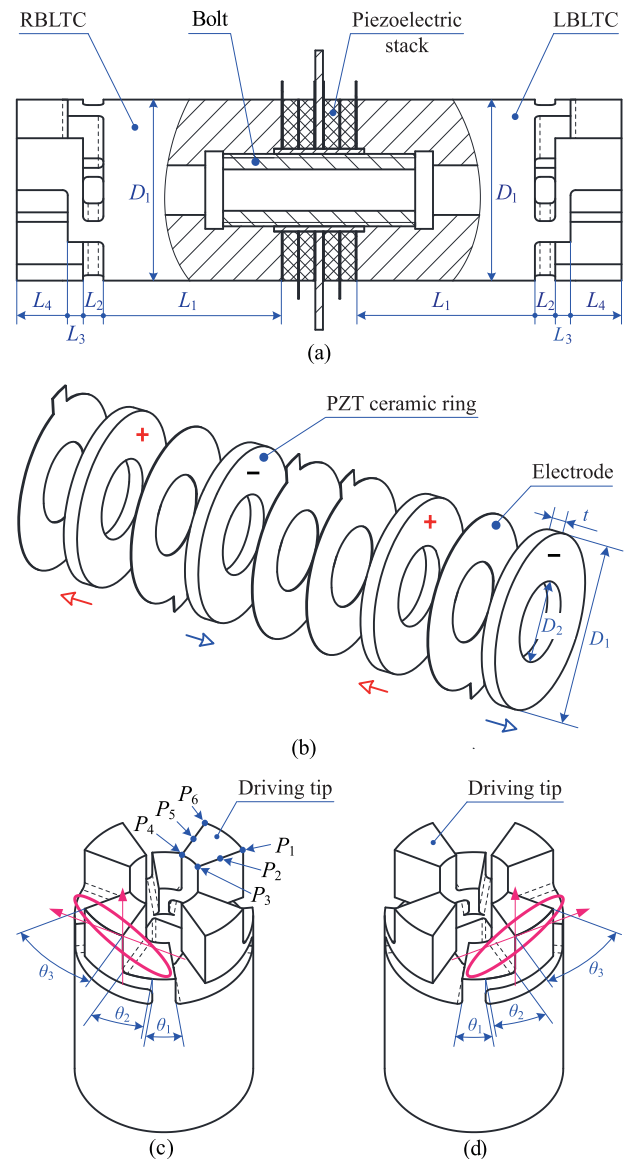 RBLTC
Bolt
Piezoelectric
stack
LBLTC
D₁
D₁
L₄
L₃
L₂
L₁
L₁
L₂
L₃
L₄
(a)
PZT ceramic ring
Electrode
+
−
+
−
t
D₂
D₁
(b)
Driving tip
P₆
P₅
P₄
P₁
P₂
P₃
θ₃
θ₂
θ₁
(c)
Driving tip
θ₁
θ₂
θ₃
(d)